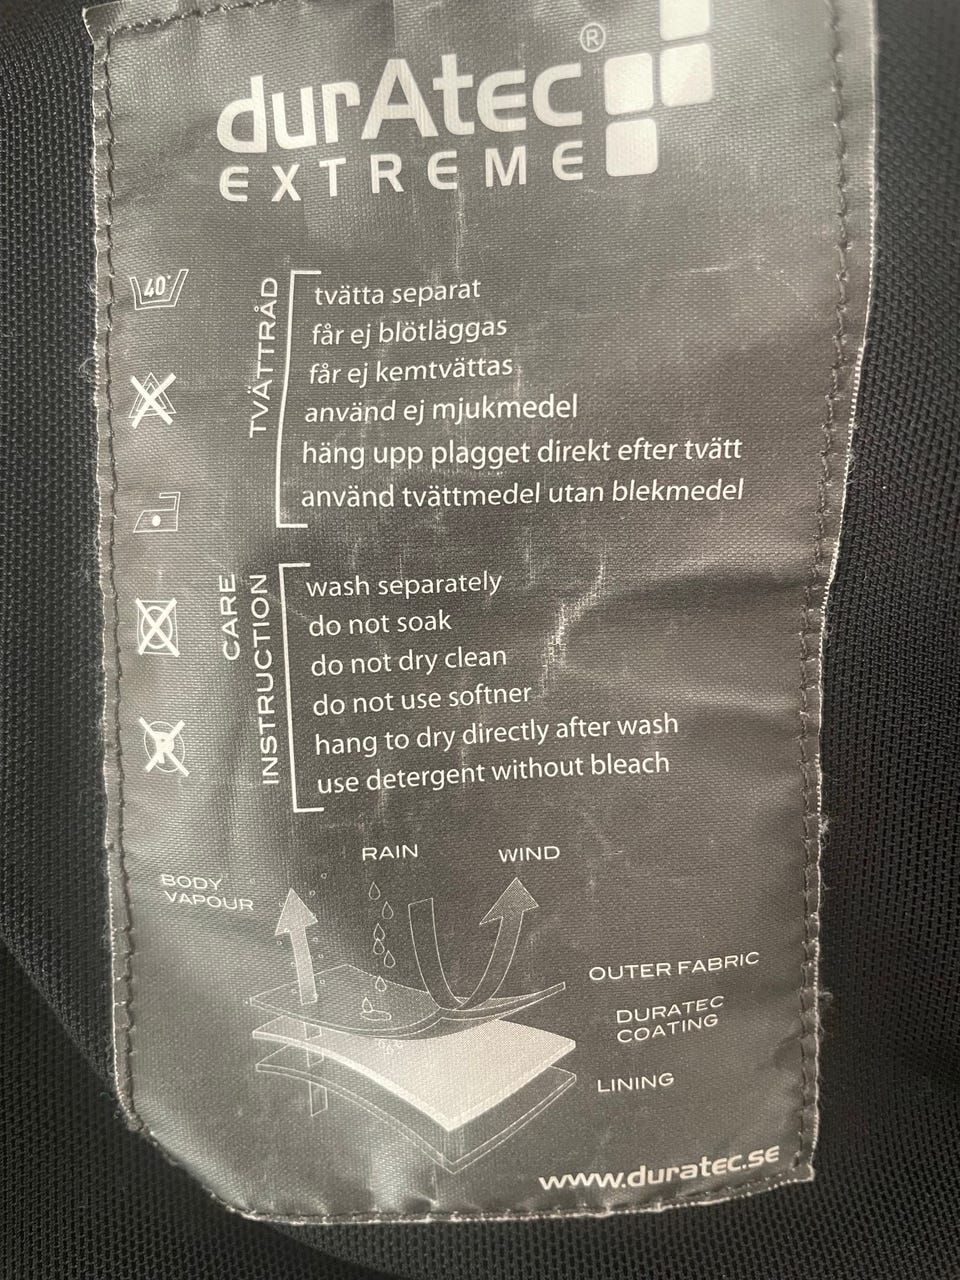 durAtec®
EXTREME
40°
TVÄTTRÅD
tvätta separat
får ej blötläggas
får ej kemtvättas
använd ej mjukmedel
häng upp plagget direkt efter tvätt
använd tvättmedel utan blekmedel
CARE
INSTRUCTION
wash separately
do not soak
do not dry clean
do not use softner
hang to dry directly after wash
use detergent without bleach
P
RAIN
WIND
BODY
VAPOUR
OUTER FABRIC
DURATEC
COATING
LINING
www.duratec.se